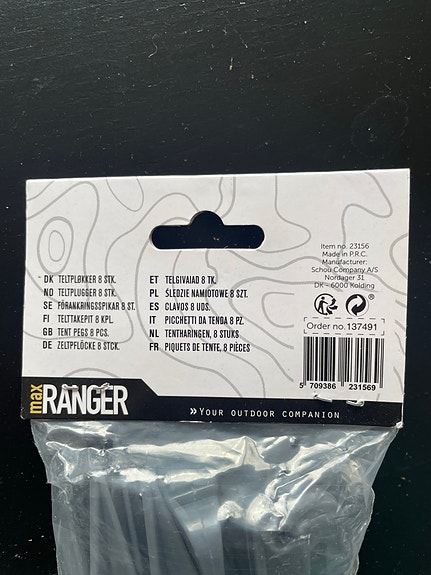 Item no. 23156
Made in P.R.C.
Manufacturer:
Schou Company A/S
Nordager 31
DK - 6000 Kolding
Order no. 137491
5 709386 231569
DK TELTPLØKKER 8 STK.
NO TELTPLUGGER 8 STK.
SE FÖRANKRINGSSPIKAR 8 ST.
FI TELTTAKEPIT 8 KPL.
GB TENT PEGS 8 PCS.
DE ZELTPFLÖCKE 8 STCK.
ET TELGIVAIAD 8 TK.
PL ŚLEDZIE NAMIOTOWE 8 SZT.
ES CLAVOS 8 UDS.
IT PICCHETTI DA TENDA 8 PZ.
NL TENTHARINGEN, 8 STUKS
FR PIQUETS DE TENTE, 8 PIÈCES
max RANGER
»YOUR OUTDOOR COMPANION